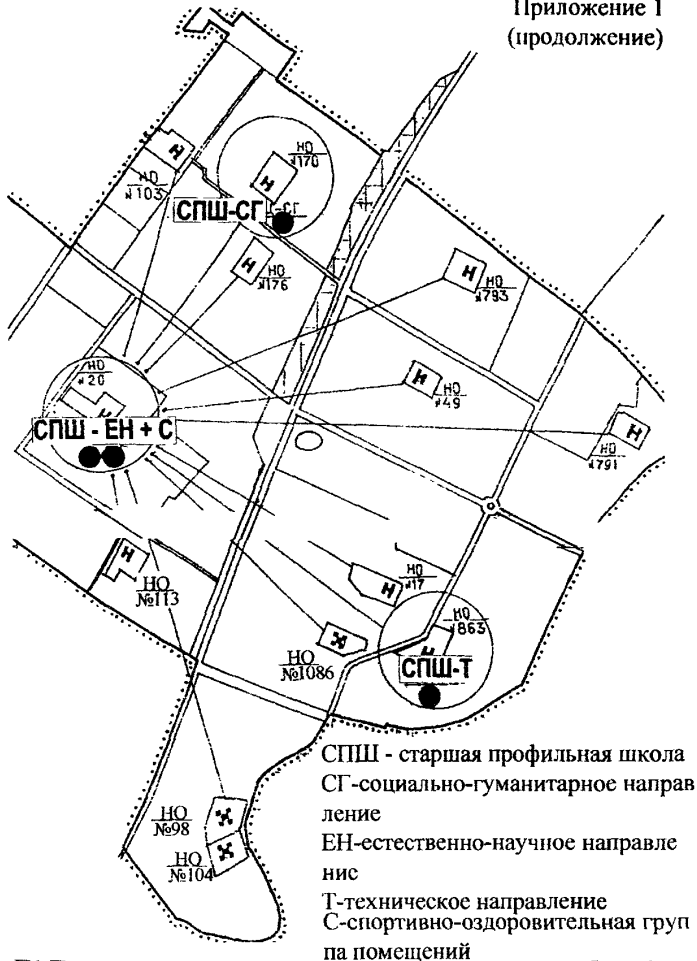 Приложение 1
(продолжение)
НО
№170
НО
№103
СПШ-СГ
НО
№176
НО
№793
НО
№20
НО
№49
СПШ - ЕН + С
НО
№791
НО
№113
НО
№17
НО
№863
НО
№1086
СПШ-Т
НО
№98
НО
№104
СПШ - старшая профильная школа
СГ-социально-гуманитарное направ
ление
ЕН-естественно-научное направле
ние
Т-техническое направление
С-спортивно-оздоровительная груп
па помещений